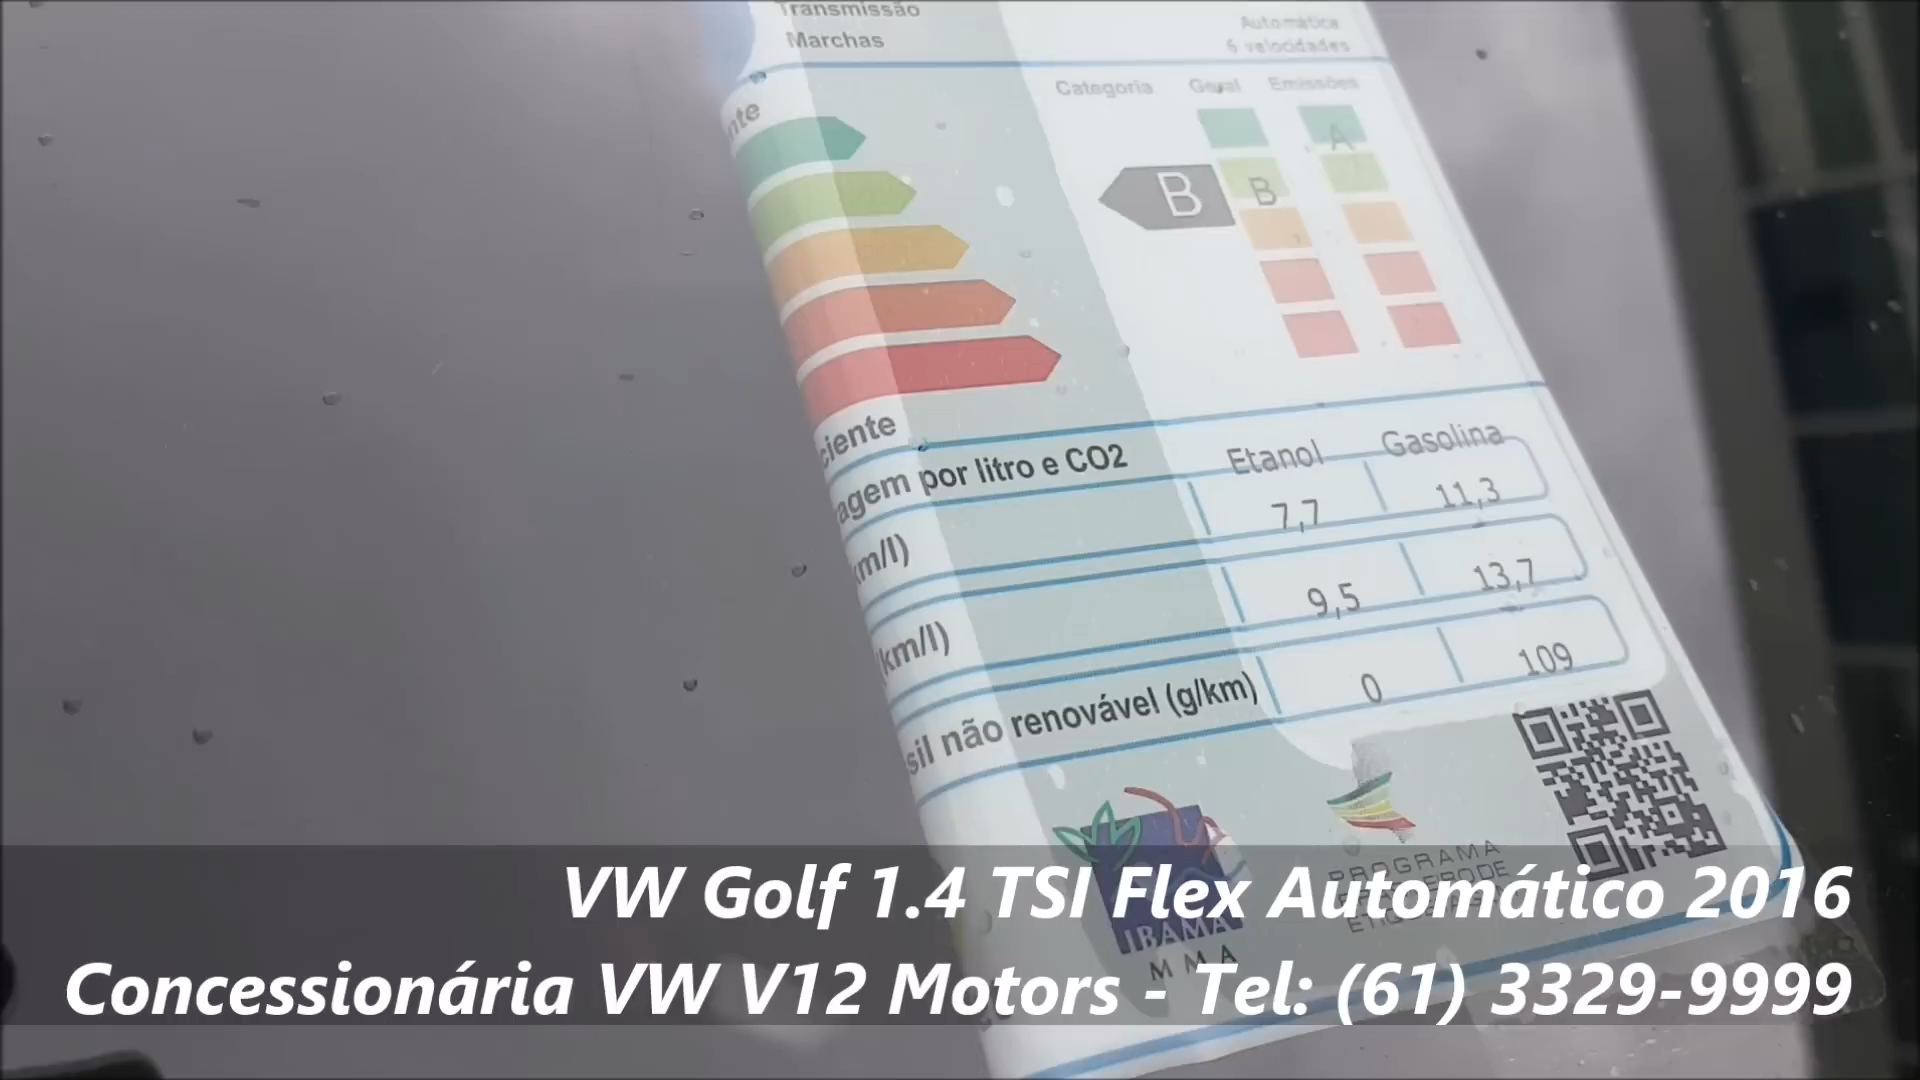 Transmissão
Automática
Marchas
6 velocidades
Categoria Geral Emissões
nte
A
B B
ciente
agem por litro e CO2 Etanol Gasolina
km/l) 7,7 11,3
(km/l) 9,5 13,7
sil não renovável (g/km) 0 109
PROGRAMA
VW Golf 1.4 TSI Flex Automático 2016
IBAMA
MMA
Concessionária VW V12 Motors - Tel: (61) 3329-9999